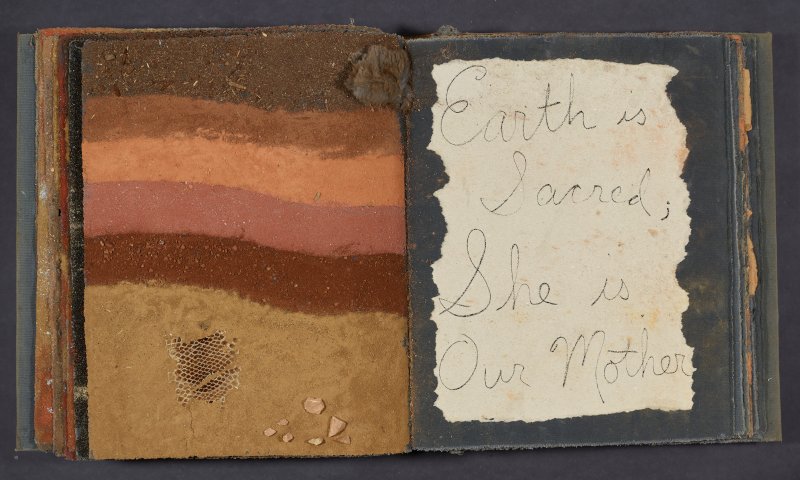 Earth is
Sacred;
She is
Our Mother